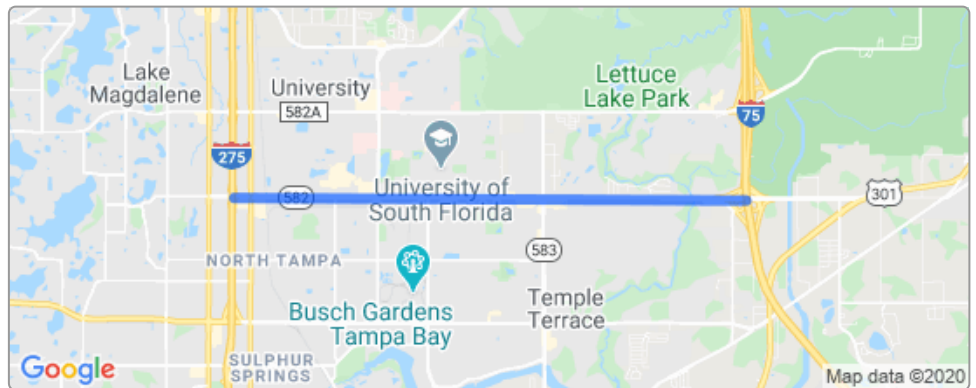 Lake
Magdalene
University
582A
Lettuce
Lake Park
75
275
582
University of
South Florida
301
NORTH TAMPA
583
Busch Gardens
Tampa Bay
Temple
Terrace
SULPHUR
SPRINGS
Google
Map data ©2020